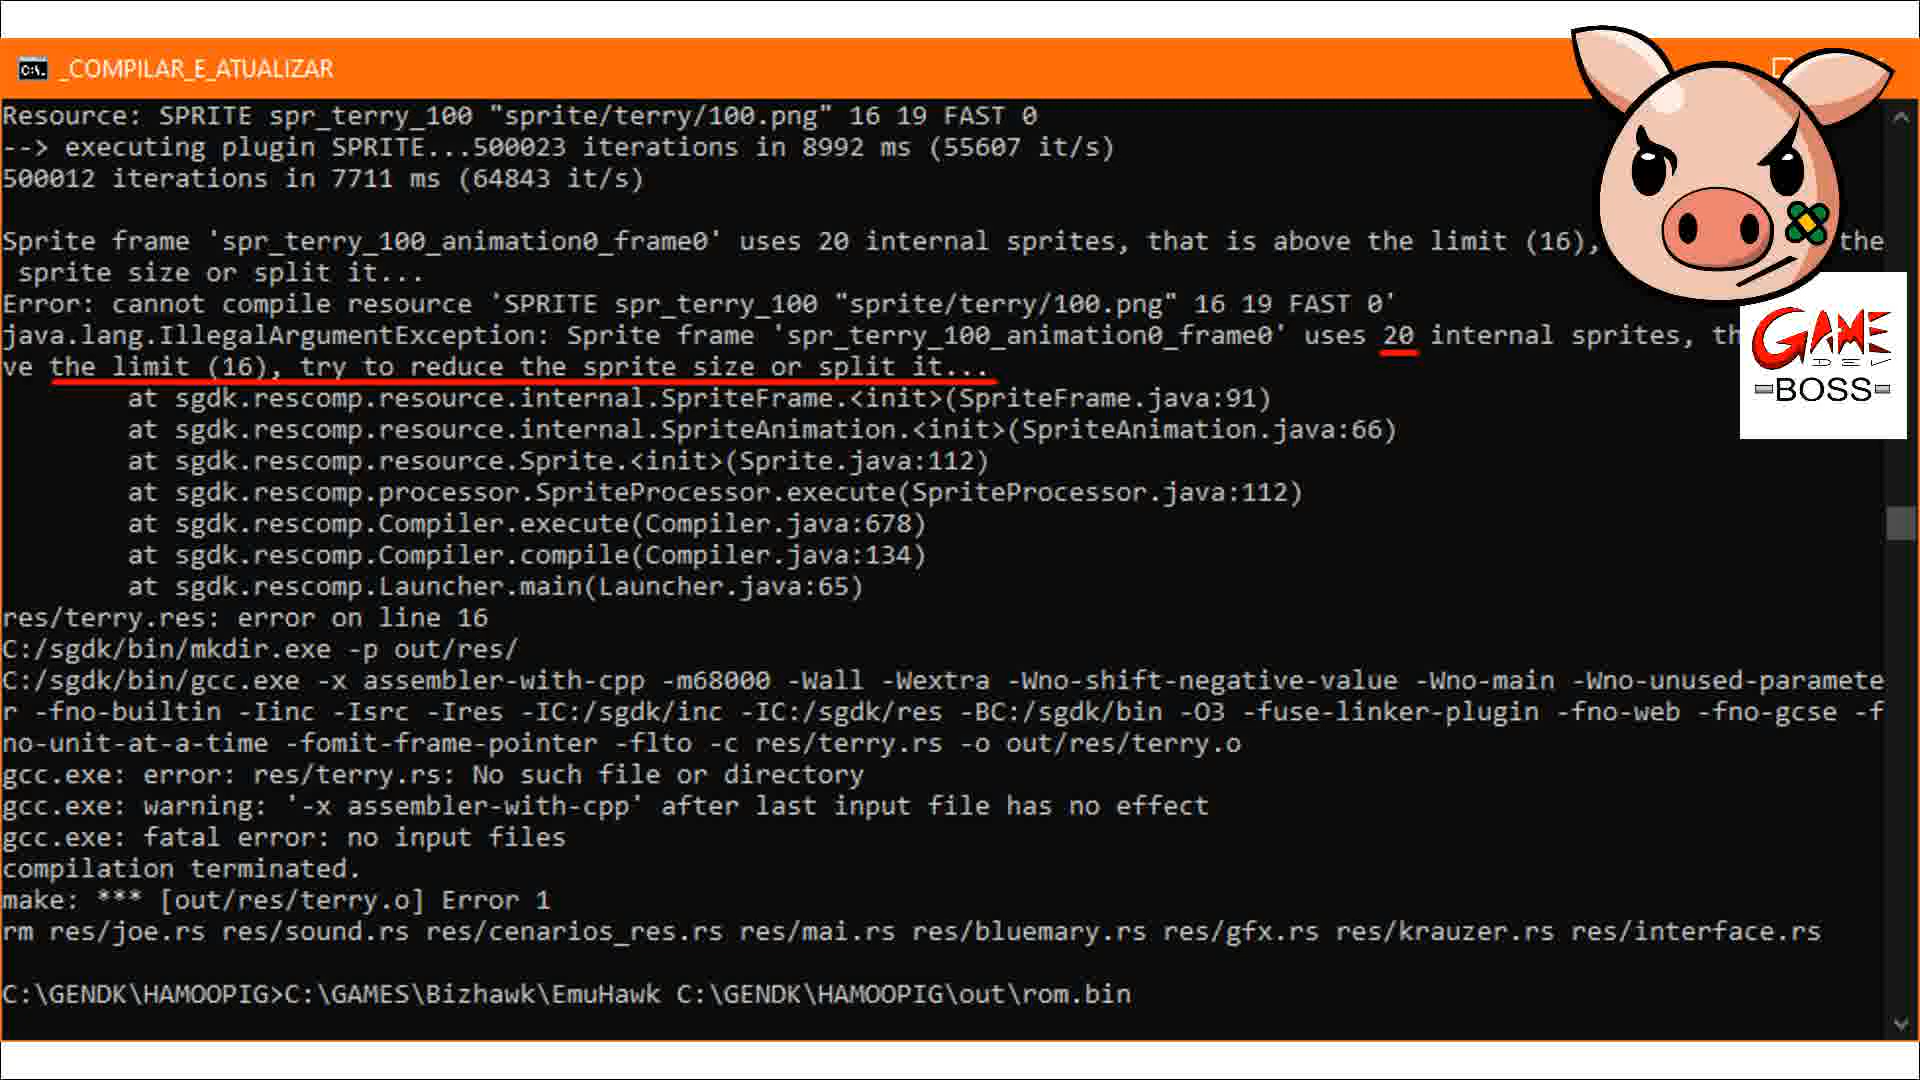 _COMPILAR_E_ATUALIZAR
Resource: SPRITE spr_terry_100 "sprite/terry/100.png" 16 19 FAST 0
--> executing plugin SPRITE...500023 iterations in 8992 ms (55607 it/s)
500012 iterations in 7711 ms (64843 it/s)
Sprite frame 'spr_terry_100_animation0_frame0' uses 20 internal sprites, that is above the limit (16), the
sprite size or split it...
Error: cannot compile resource 'SPRITE spr_terry_100 "sprite/terry/100.png" 16 19 FAST 0'
java.lang.IllegalArgumentException: Sprite frame 'spr_terry_100_animation0_frame0' uses 20 internal sprites, th
ve the limit (16), try to reduce the sprite size or split it...
at sgdk.rescomp.resource.internal.SpriteFrame.<init>(SpriteFrame.java:91)
at sgdk.rescomp.resource.internal.SpriteAnimation.<init>(SpriteAnimation.java:66)
at sgdk.rescomp.resource.Sprite.<init>(Sprite.java:112)
at sgdk.rescomp.processor.SpriteProcessor.execute(SpriteProcessor.java:112)
at sgdk.rescomp.Compiler.execute(Compiler.java:678)
at sgdk.rescomp.Compiler.compile(Compiler.java:134)
at sgdk.rescomp.Launcher.main(Launcher.java:65)
res/terry.res: error on line 16
C:/sgdk/bin/mkdir.exe -p out/res/
C:/sgdk/bin/gcc.exe -x assembler-with-cpp -m68000 -Wall -Wextra -Wno-shift-negative-value -Wno-main -Wno-unused-paramete
r -fno-builtin -Iinc -Isrc -Ires -IC:/sgdk/inc -IC:/sgdk/res -BC:/sgdk/bin -O3 -fuse-linker-plugin -fno-web -fno-gcse -f
no-unit-at-a-time -fomit-frame-pointer -flto -c res/terry.rs -o out/res/terry.o
gcc.exe: error: res/terry.rs: No such file or directory
gcc.exe: warning: '-x assembler-with-cpp' after last input file has no effect
gcc.exe: fatal error: no input files
compilation terminated.
make: *** [out/res/terry.o] Error 1
rm res/joe.rs res/sound.rs res/cenarios_res.rs res/mai.rs res/bluemary.rs res/gfx.rs res/krauzer.rs res/interface.rs
C:\GENDK\HAMOOPIG>C:\GAMES\Bizhawk\EmuHawk C:\GENDK\HAMOOPIG\out\rom.bin
GAME
DEV
BOSS